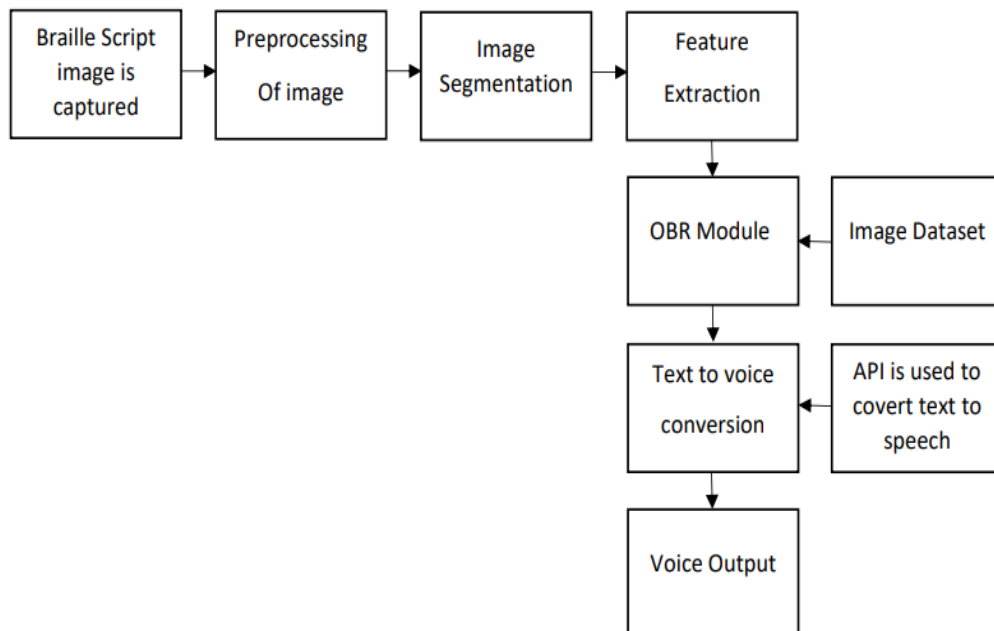 Braille Script
image is
captured
Preprocessing
Of image
Image
Segmentation
Feature
Extraction
OBR Module
Image Dataset
Text to voice
conversion
API is used to
covert text to
speech
Voice Output